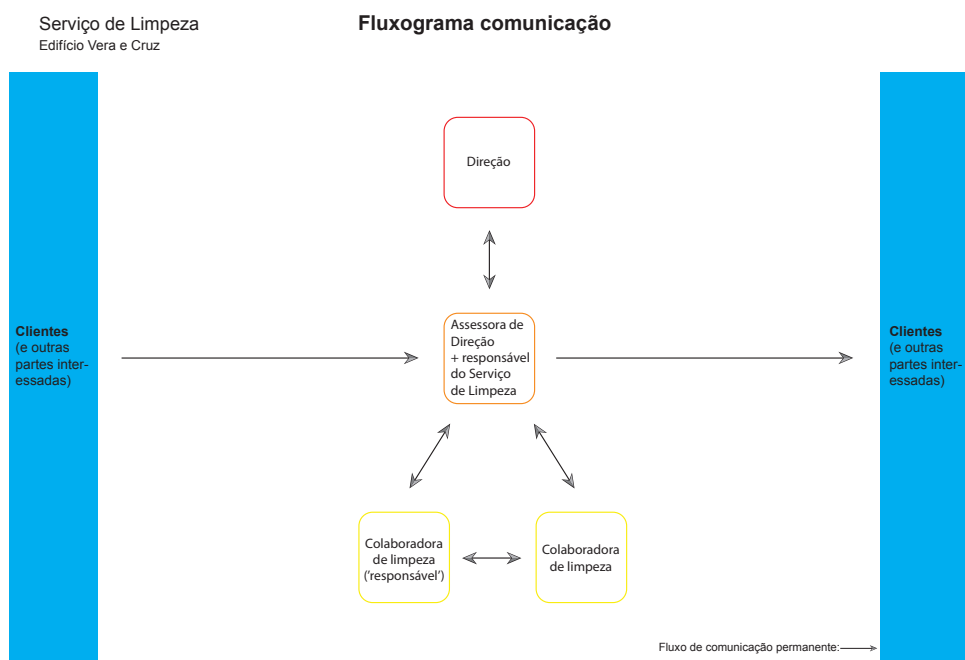 Serviço de Limpeza
Edifício Vera e Cruz
Fluxograma comunicação
Direção
Clientes
(e outras
partes inter-
essadas)
Assessora de
Direção
+ responsável
do Serviço
de Limpeza
Clientes
(e outras
partes inter-
essadas)
Colaboradora
de limpeza
('responsável')
Colaboradora
de limpeza
Fluxo de comunicação permanente: